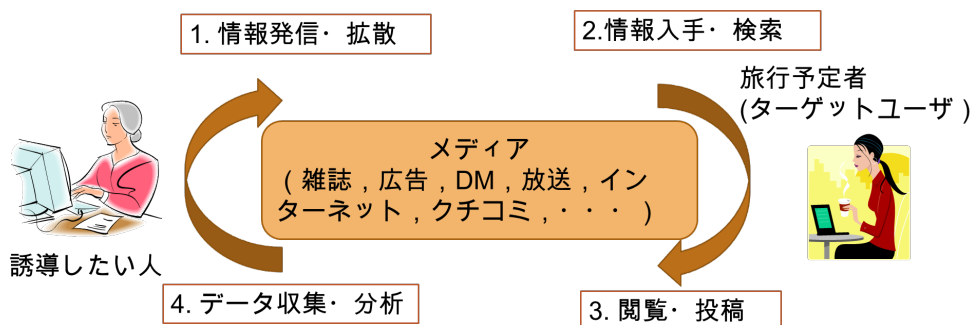 1. 情報発信・拡散
2.情報入手・検索
旅行予定者
(ターゲットユーザ)
メディア
(雑誌,広告,DM,放送,イン
ターネット,クチコミ,・・・)
誘導したい人
4. データ収集・分析
3. 閲覧・投稿